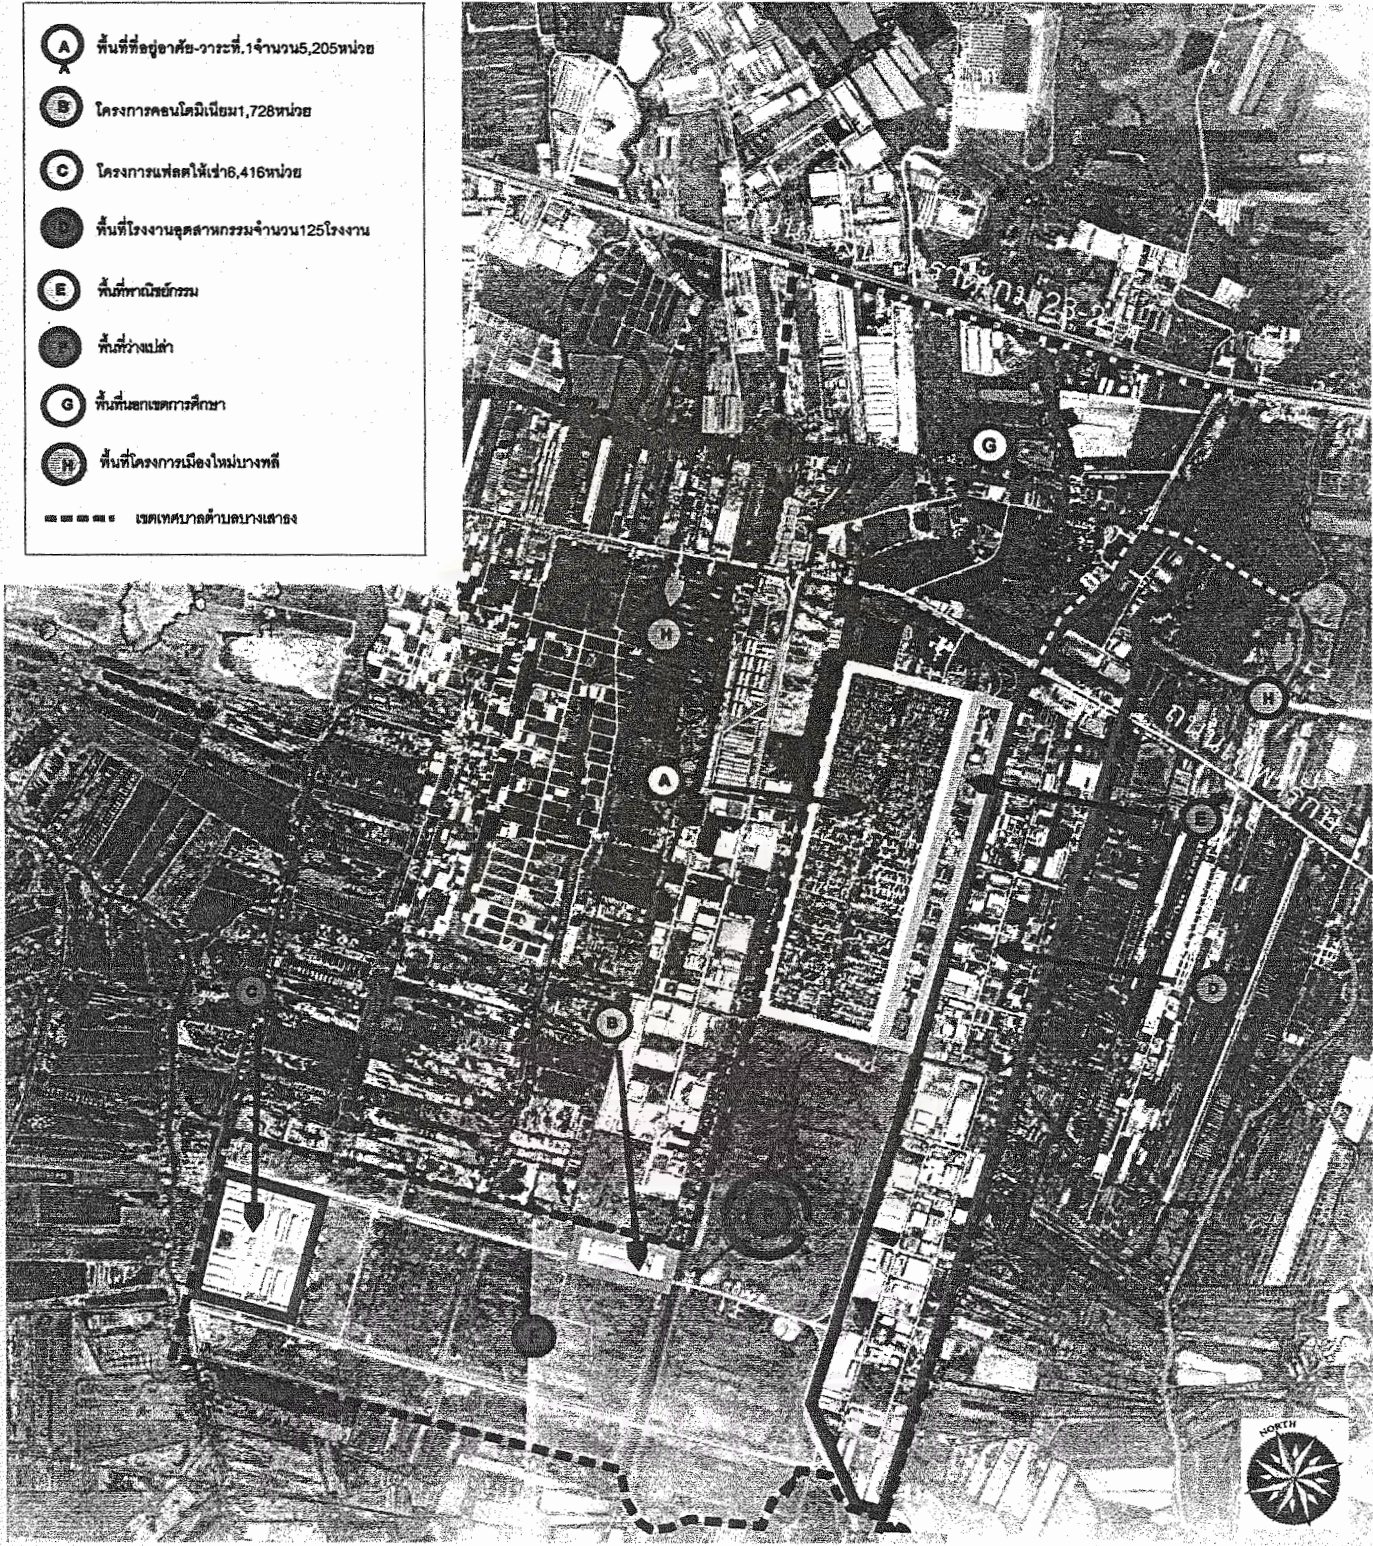 A พื้นที่ที่อยู่อาศัย-วาระที่.1จำนวน5,205หน่วย
A
B โครงการคอนโดมิเนียม1,728หน่วย
C โครงการแฟลตให้เช่า6,416หน่วย
D พื้นที่โรงงานอุตสาหกรรมจำนวน125โรงงาน
E พื้นที่พาณิชย์กรรม
F พื้นที่ว่างเปล่า
G พื้นที่นอกเขตการศึกษา
H พื้นที่โครงการเมืองใหม่บางพลี
เขตเทศบาลตำบลบางเสาธง
กม 23
G
H
H
A
E
C
D
B
NORTH